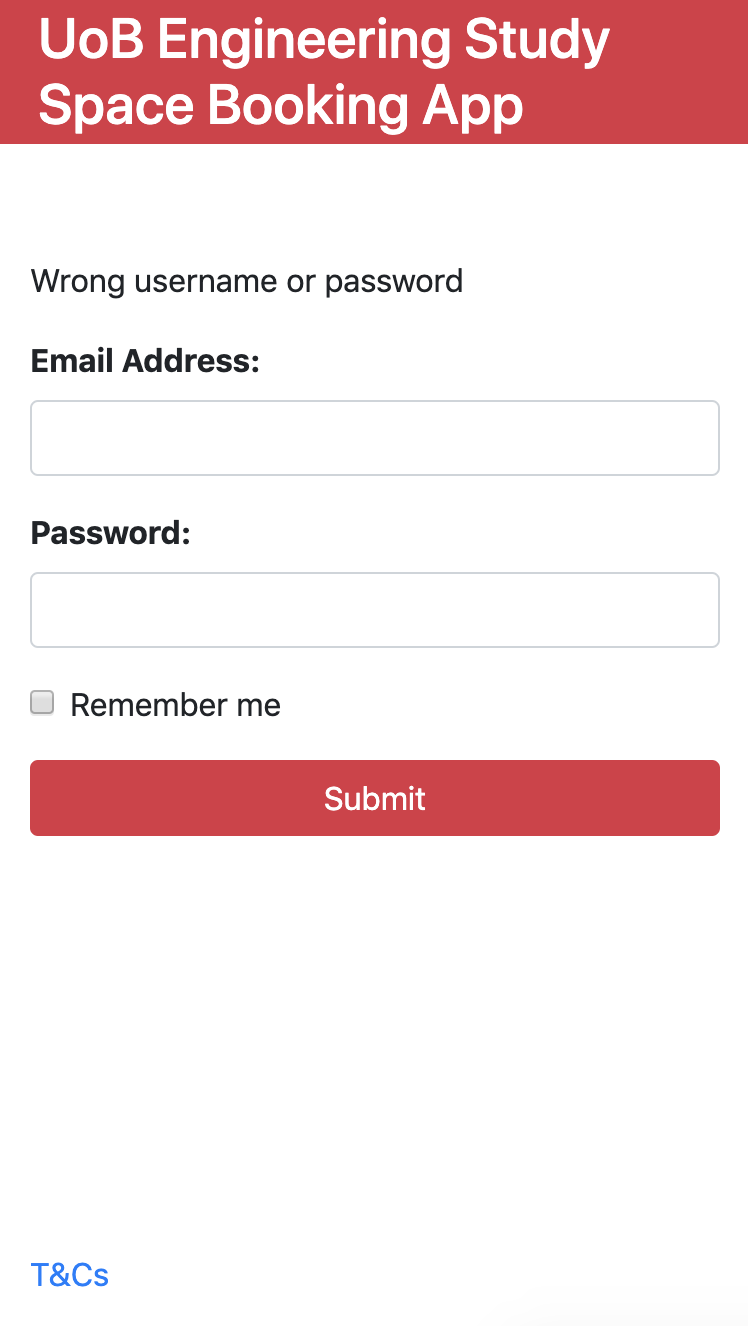 UoB Engineering Study
Space Booking App
Wrong username or password
Email Address:
Password:
Remember me
Submit
T&Cs